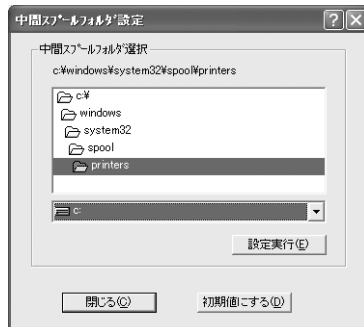 中間ｽﾌﾟｰﾙﾌｫﾙﾀﾞ設定
中間ｽﾌﾟｰﾙﾌｫﾙﾀﾞ選択
c:¥windows¥system32¥spool¥printers
c:¥
windows
system32
spool
printers
c:
設定実行(E)
閉じる(C)
初期値にする(D)